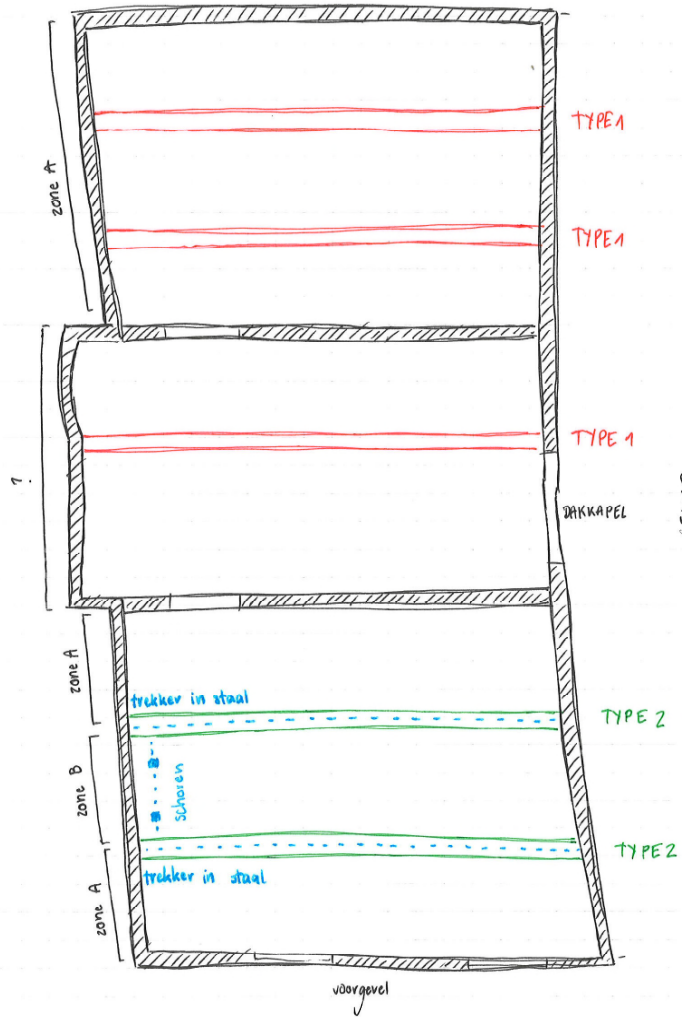 TYPE 1
zone A
TYPE 1
TYPE 1
?
DAKKAPEL
zone A
trekker in staal
TYPE 2
zone B
schoren
TYPE 2
trekker in staal
zone A
voorgevel